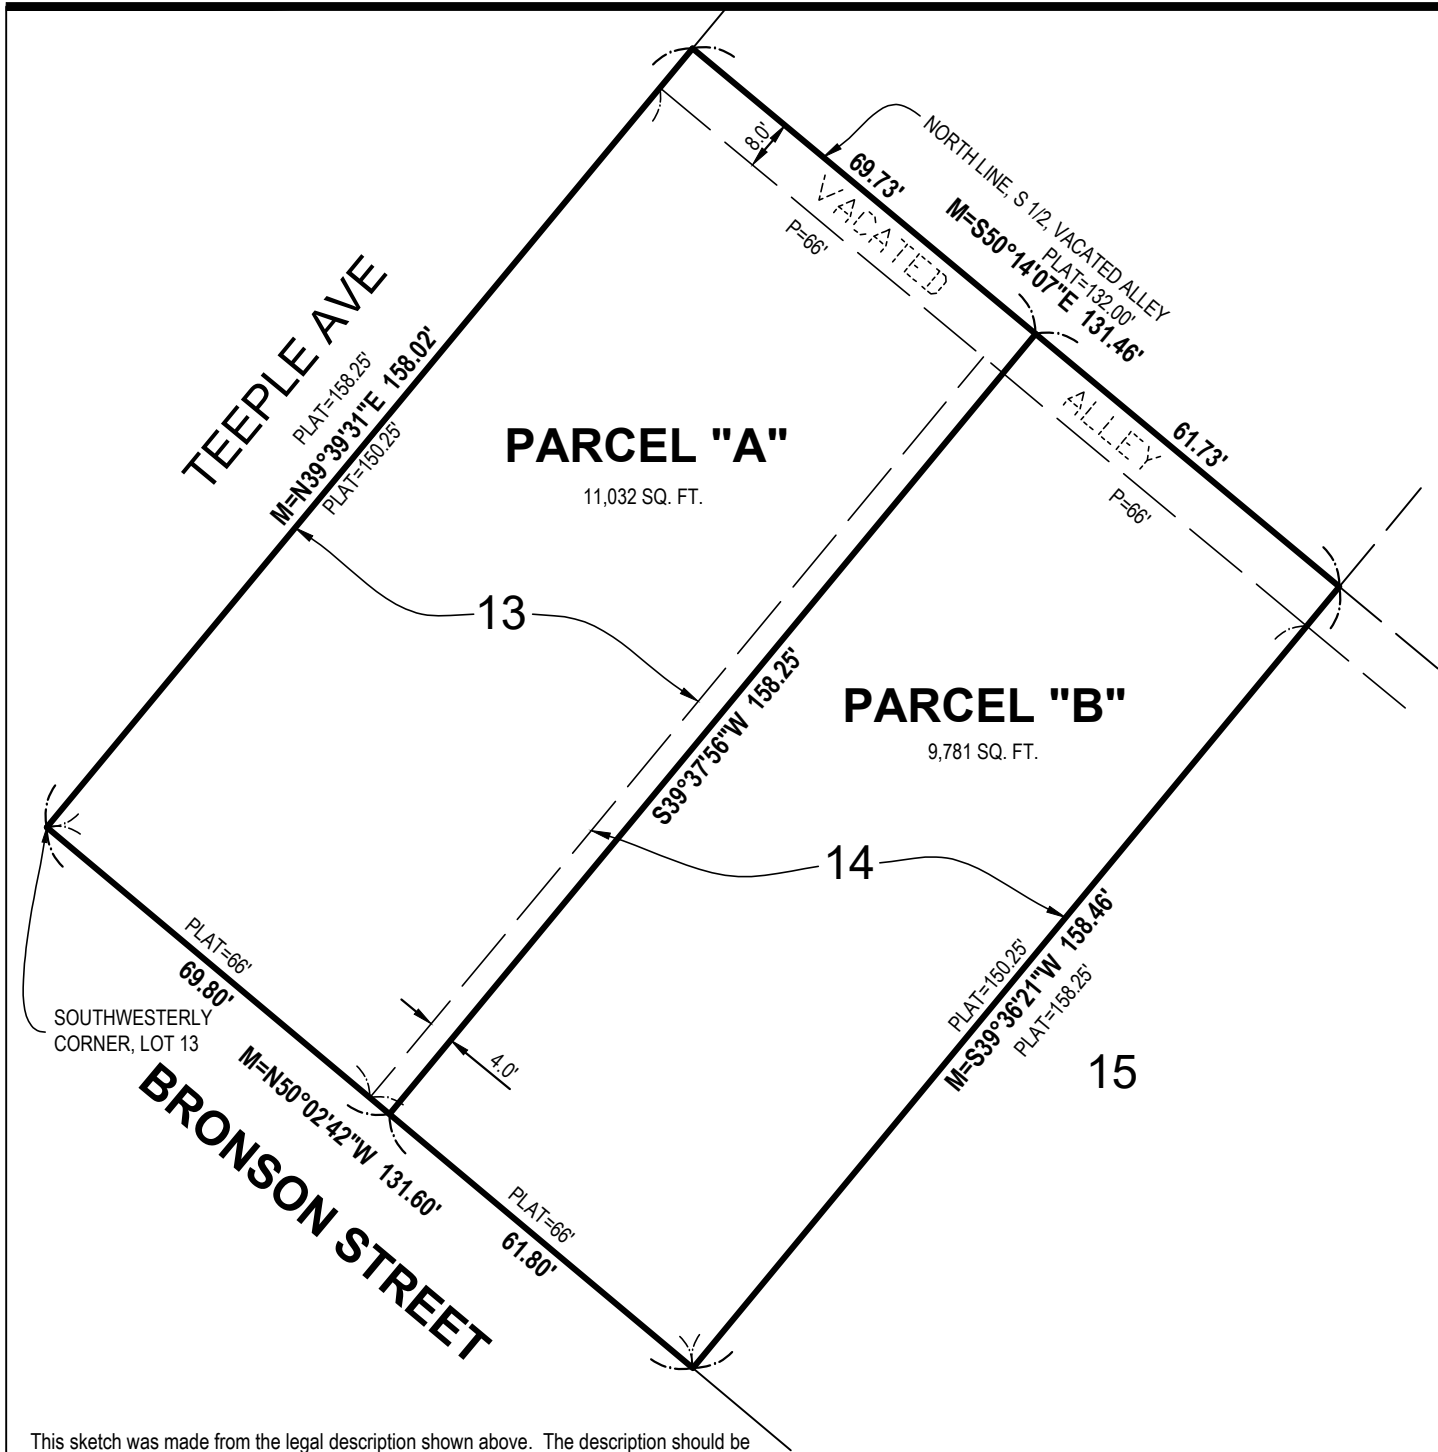 8.0'
69.73'
NORTH LINE, S 1/2, VACATED ALLEY
PLAT=132.00'
M=S50°14'07"E 131.46'
VACATED
P=66'
TEEPLE AVE
PLAT=158.25'
M=N39°39'31"E 158.02'
PLAT=150.25'
PARCEL "A"
11,032 SQ. FT.
ALLEY
61.73'
P=66'
13
S39°37'56"W 158.25'
PARCEL "B"
9,781 SQ. FT.
14
PLAT=150.25'
M=S39°36'21"W 158.46'
PLAT=158.25'
15
PLAT=66'
69.80'
SOUTHWESTERLY
CORNER, LOT 13
4.0'
M=N50°02'42"W 131.60'
BRONSON STREET
PLAT=66'
61.80'
This sketch was made from the legal description shown above. The description should be